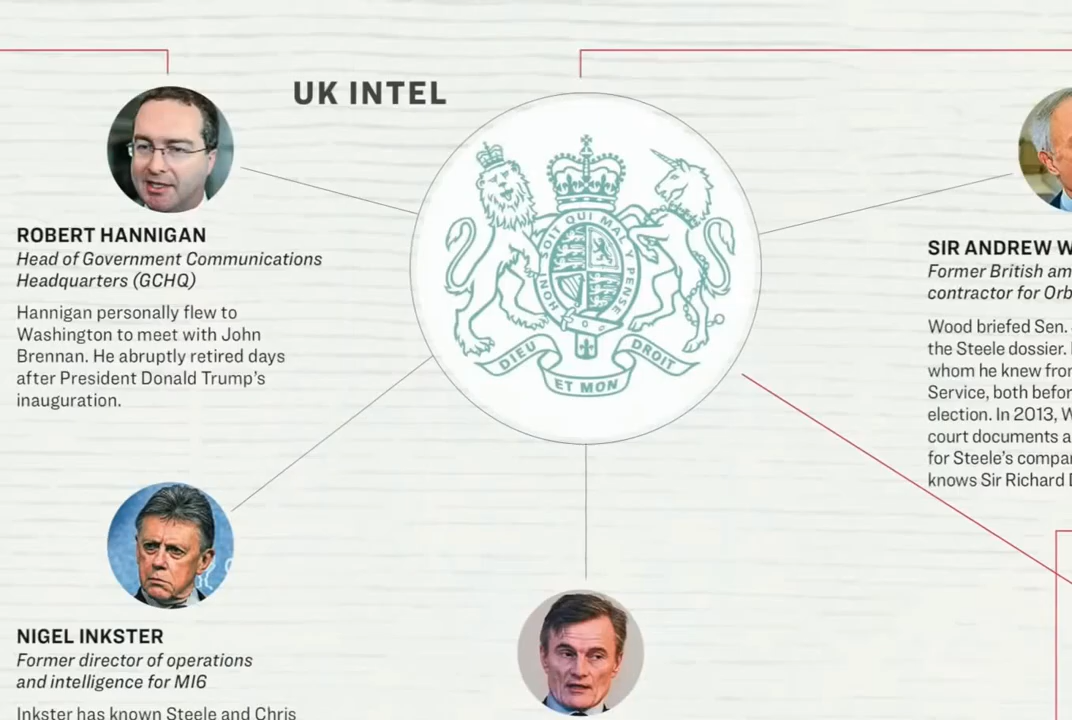 UK INTEL
HONI SOIT QUI MAL Y PENSE
DIEU ET MON DROIT
ROBERT HANNIGAN
Head of Government Communications
Headquarters (GCHQ)
Hannigan personally flew to
Washington to meet with John
Brennan. He abruptly retired days
after President Donald Trump's
inauguration.
SIR ANDREW W
Former British am
contractor for Orb
Wood briefed Sen.
the Steele dossier.
whom he knew from
Service, both befor
election. In 2013, W
court documents a
for Steele's compa
knows Sir Richard D
NIGEL INKSTER
Former director of operations
and intelligence for MI6
Inkster has known Steele and Chris